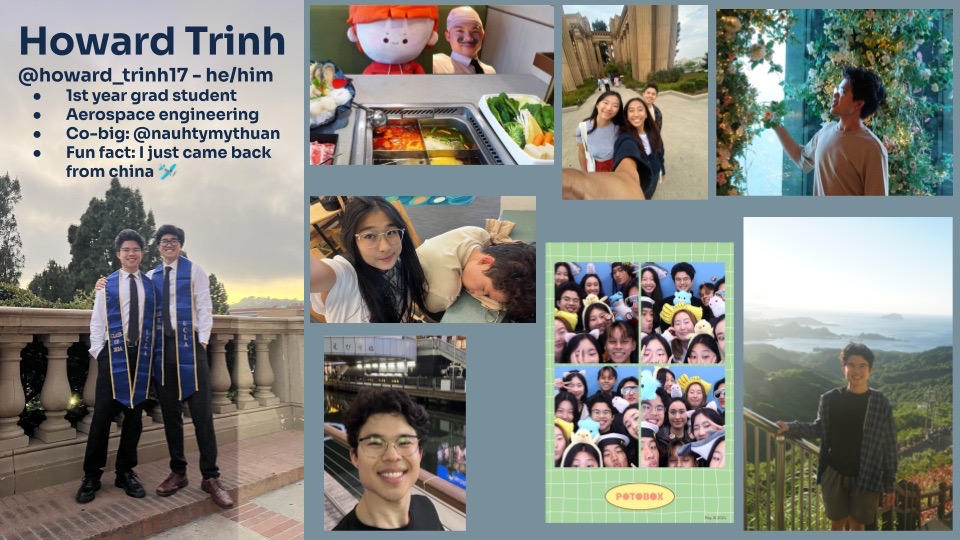 Howard Trinh
@howard_trinh17 - he/him
● 1st year grad student
● Aerospace engineering
● Co-big: @nauhtymythuan
● Fun fact: I just came back
from china 🛩️
UCLA
POTOBOX